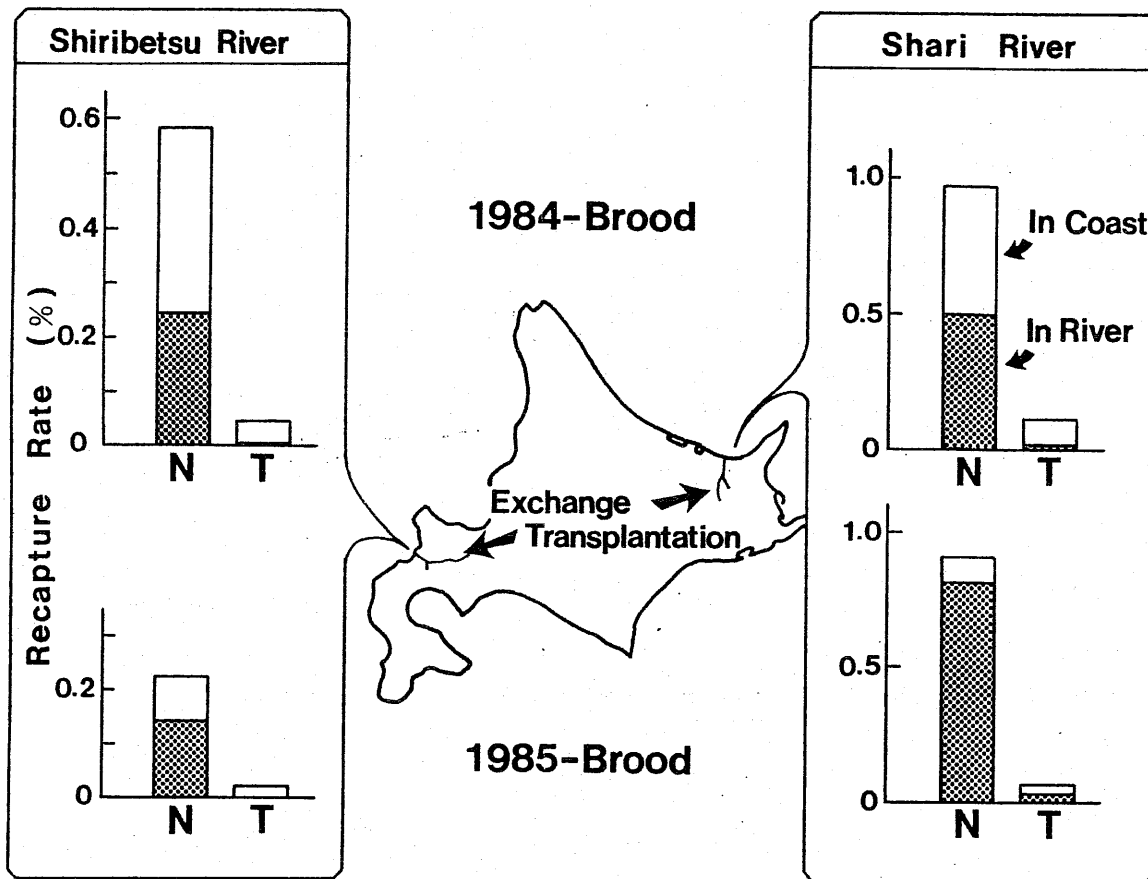 Shiribetsu River
Recapture Rate (%)
0.6
0.4
0.2
0
N T
0.2
0
N T
1984-Brood
Exchange
Transplantation
1985-Brood
Shari River
1.0
0.5
0
In Coast
In River
N T
1.0
0.5
0
N T